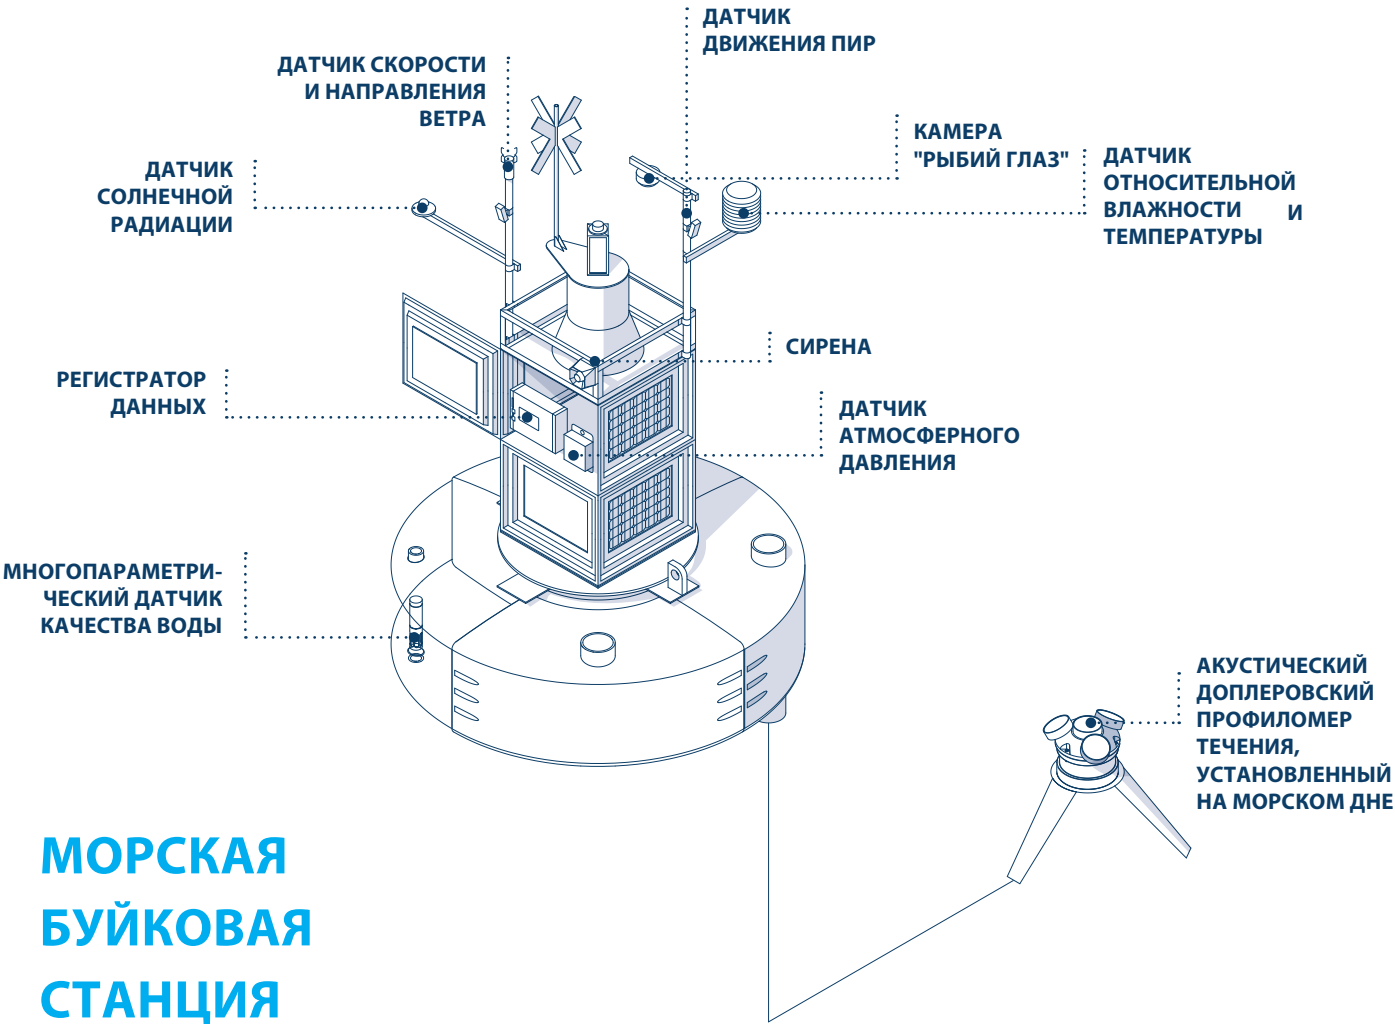 ДАТЧИК
ДВИЖЕНИЯ ПИР
ДАТЧИК СКОРОСТИ
И НАПРАВЛЕНИЯ
ВЕТРА
КАМЕРА
"РЫБИЙ ГЛАЗ"
ДАТЧИК
ОТНОСИТЕЛЬНОЙ
ВЛАЖНОСТИ И
ТЕМПЕРАТУРЫ
ДАТЧИК
СОЛНЕЧНОЙ
РАДИАЦИИ
СИРЕНА
РЕГИСТРАТОР
ДАННЫХ
ДАТЧИК
АТМОСФЕРНОГО
ДАВЛЕНИЯ
МНОГОПАРАМЕТРИ-
ЧЕСКИЙ ДАТЧИК
КАЧЕСТВА ВОДЫ
АКУСТИЧЕСКИЙ
ДОПЛЕРОВСКИЙ
ПРОФИЛОМЕР
ТЕЧЕНИЯ,
УСТАНОВЛЕННЫЙ
НА МОРСКОМ ДНЕ
МОРСКАЯ
БУЙКОВАЯ
СТАНЦИЯ